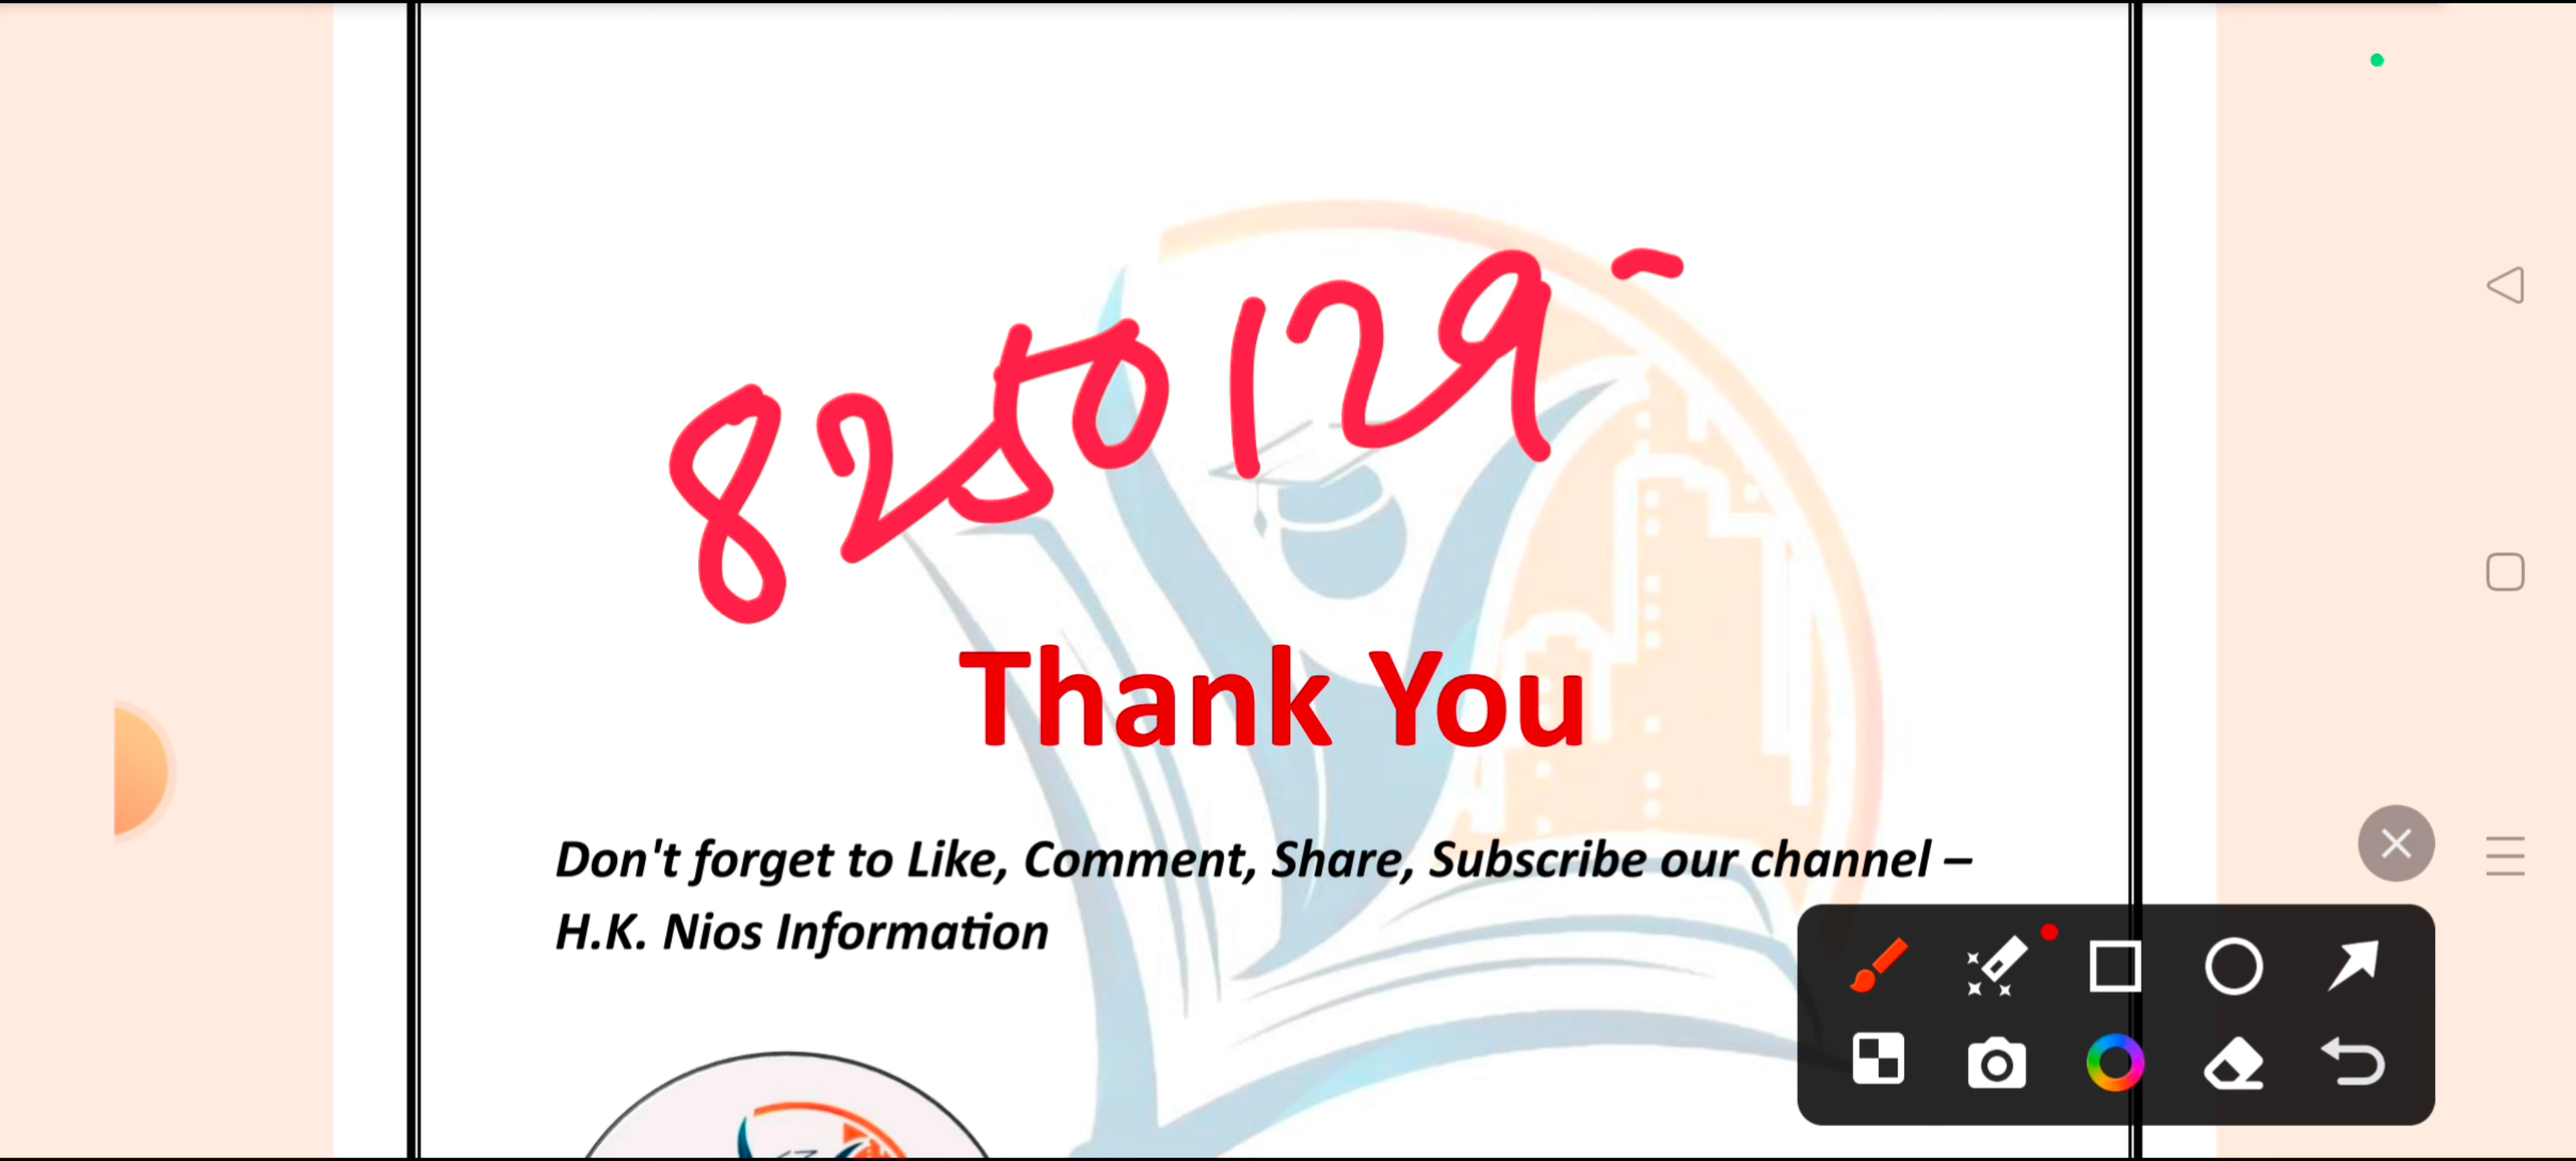 8250129
Thank You
Don't forget to Like, Comment, Share, Subscribe our channel –
H.K. Nios Information